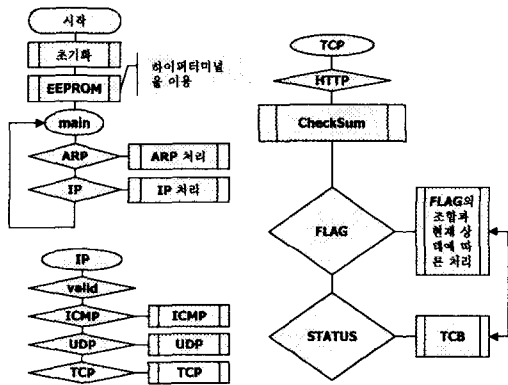 시작
초기화
EEPROM
하이퍼터미널
을 이용
main
ARP
ARP 처리
IP
IP 처리
IP
valid
ICMP
ICMP
UDP
UDP
TCP
TCP
TCP
HTTP
CheckSum
FLAG
FLAG의
조합과
현재 상
태에 따
른 처리
STATUS
TCB